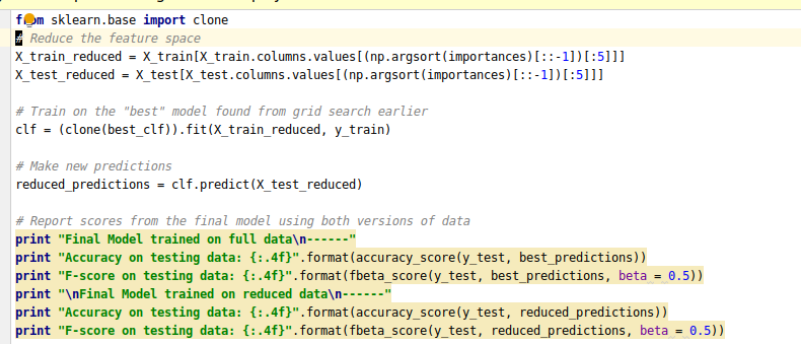 from sklearn.base import clone
# Reduce the feature space
X_train_reduced = X_train[X_train.columns.values[(np.argsort(importances)[::-1])[:5]]]
X_test_reduced = X_test[X_test.columns.values[(np.argsort(importances)[::-1])[:5]]]
# Train on the "best" model found from grid search earlier
clf = (clone(best_clf)).fit(X_train_reduced, y_train)
# Make new predictions
reduced_predictions = clf.predict(X_test_reduced)
# Report scores from the final model using both versions of data
print "Final Model trained on full data\n------"
print "Accuracy on testing data: {:.4f}".format(accuracy_score(y_test, best_predictions))
print "F-score on testing data: {:.4f}".format(fbeta_score(y_test, best_predictions, beta = 0.5))
print "\nFinal Model trained on reduced data\n------"
print "Accuracy on testing data: {:.4f}".format(accuracy_score(y_test, reduced_predictions))
print "F-score on testing data: {:.4f}".format(fbeta_score(y_test, reduced_predictions, beta = 0.5))